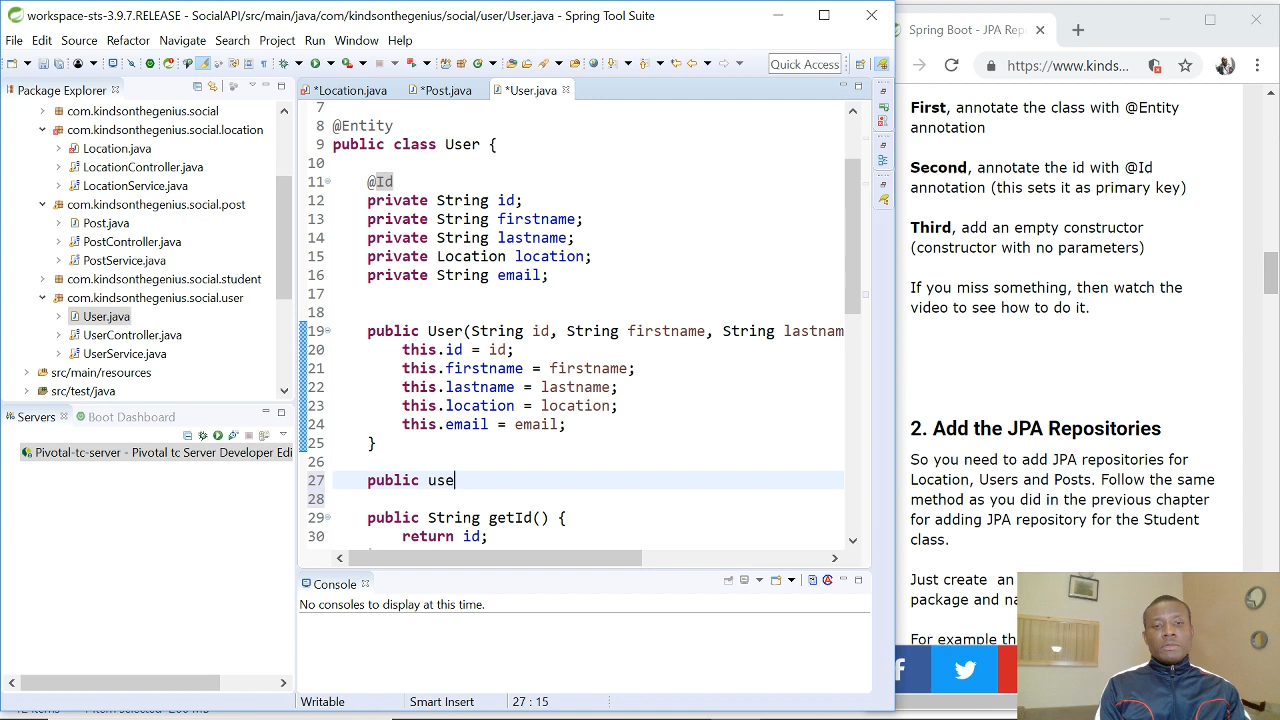 workspace-sts-3.9.7.RELEASE - SocialAPI/src/main/java/com/kindsonthegenius/social/user/User.java - Spring Tool Suite
File Edit Source Refactor Navigate Search Project Run Window Help
Quick Access
Package Explorer
com.kindsonthegenius.social
com.kindsonthegenius.social.location
Location.java
LocationController.java
LocationService.java
com.kindsonthegenius.social.post
Post.java
PostController.java
PostService.java
com.kindsonthegenius.social.student
com.kindsonthegenius.social.user
User.java
UserController.java
UserService.java
src/main/resources
src/test/java
Servers Boot Dashboard
Pivotal-tc-server - Pivotal tc Server Developer Edi
*Location.java *Post.java *User.java
7
8 @Entity
9 public class User {
10
11 @Id
12 private String id;
13 private String firstname;
14 private String lastname;
15 private Location location;
16 private String email;
17
18
19 public User(String id, String firstname, String lastnam
20 this.id = id;
21 this.firstname = firstname;
22 this.lastname = lastname;
23 this.location = location;
24 this.email = email;
25 }
26
27 public use
28
29 public String getId() {
30 return id;
Console
No consoles to display at this time.
Writable Smart Insert 27 : 15
Spring Boot - JPA Rep
https://www.kinds...
First, annotate the class with @Entity
annotation
Second, annotate the id with @Id
annotation (this sets it as primary key)
Third, add an empty constructor
(constructor with no parameters)
If you miss something, then watch the
video to see how to do it.
2. Add the JPA Repositories
So you need to add JPA repositories for
Location, Users and Posts. Follow the same
method as you did in the previous chapter
for adding JPA repository for the Student
class.
Just create an
package and na
For example th